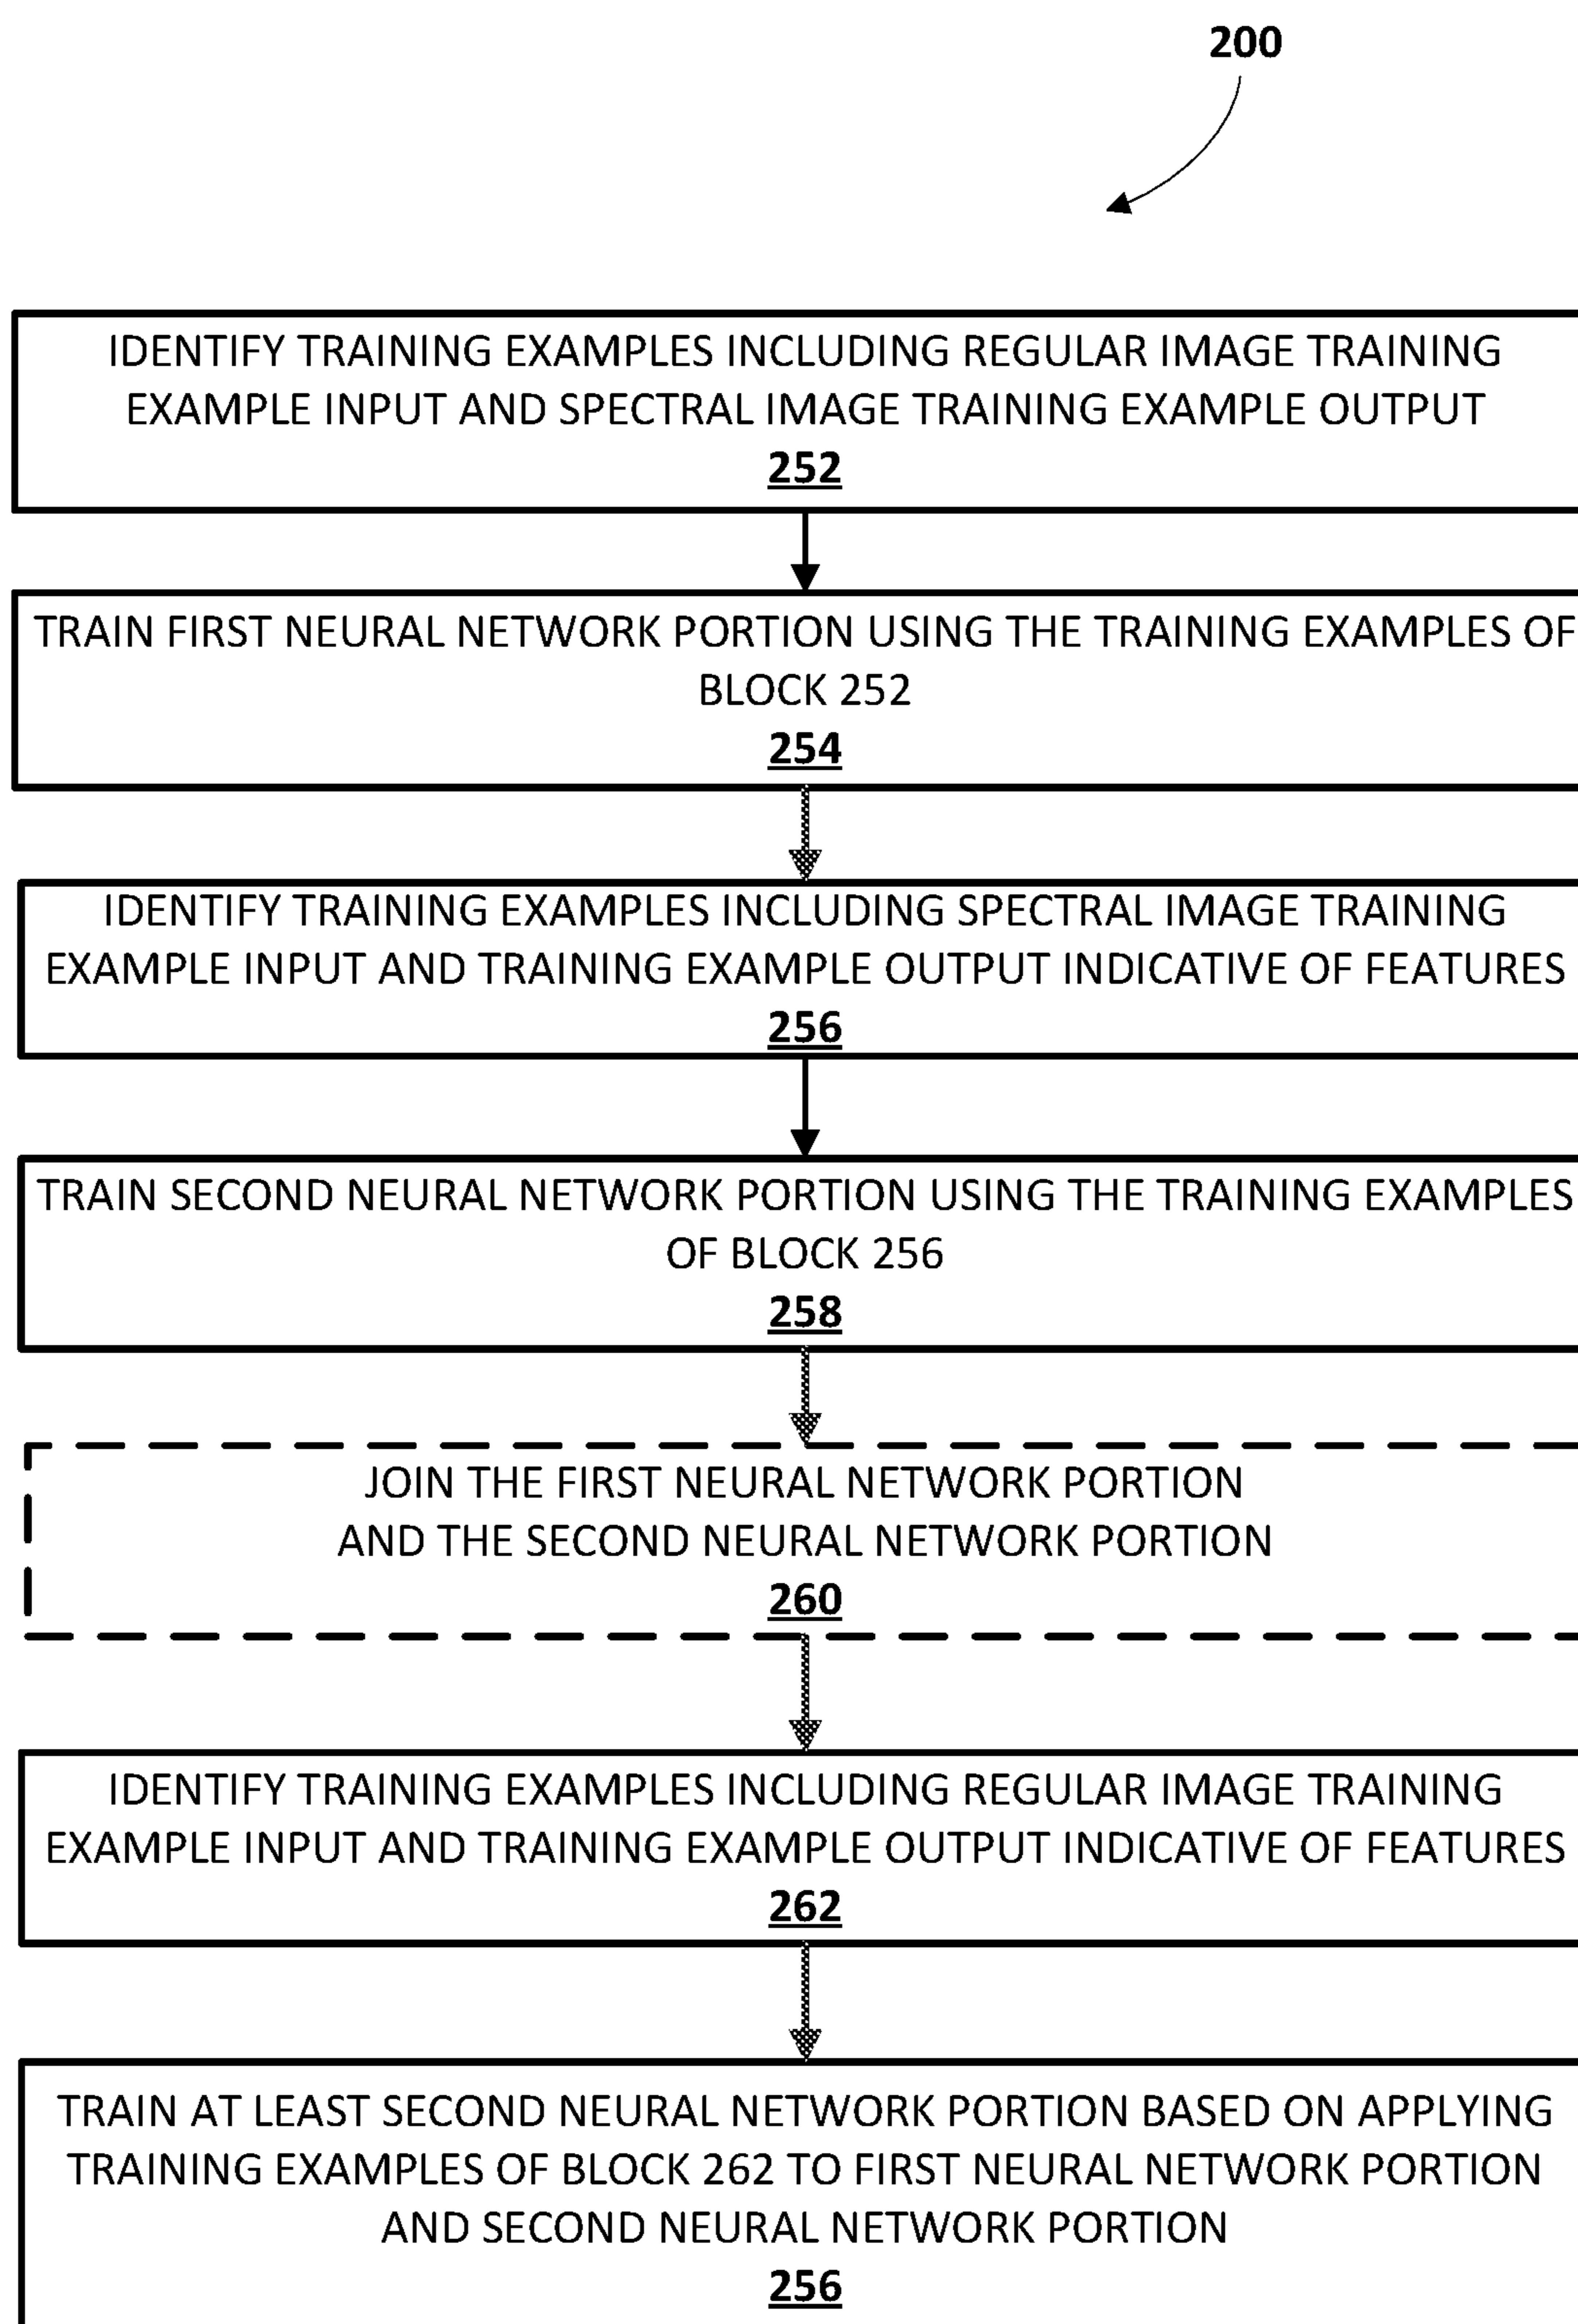 200
IDENTIFY TRAINING EXAMPLES INCLUDING REGULAR IMAGE TRAINING
EXAMPLE INPUT AND SPECTRAL IMAGE TRAINING EXAMPLE OUTPUT
252
TRAIN FIRST NEURAL NETWORK PORTION USING THE TRAINING EXAMPLES OF
BLOCK 252
254
IDENTIFY TRAINING EXAMPLES INCLUDING SPECTRAL IMAGE TRAINING
EXAMPLE INPUT AND TRAINING EXAMPLE OUTPUT INDICATIVE OF FEATURES
256
TRAIN SECOND NEURAL NETWORK PORTION USING THE TRAINING EXAMPLES
OF BLOCK 256
258
JOIN THE FIRST NEURAL NETWORK PORTION
AND THE SECOND NEURAL NETWORK PORTION
260
IDENTIFY TRAINING EXAMPLES INCLUDING REGULAR IMAGE TRAINING
EXAMPLE INPUT AND TRAINING EXAMPLE OUTPUT INDICATIVE OF FEATURES
262
TRAIN AT LEAST SECOND NEURAL NETWORK PORTION BASED ON APPLYING
TRAINING EXAMPLES OF BLOCK 262 TO FIRST NEURAL NETWORK PORTION
AND SECOND NEURAL NETWORK PORTION
256